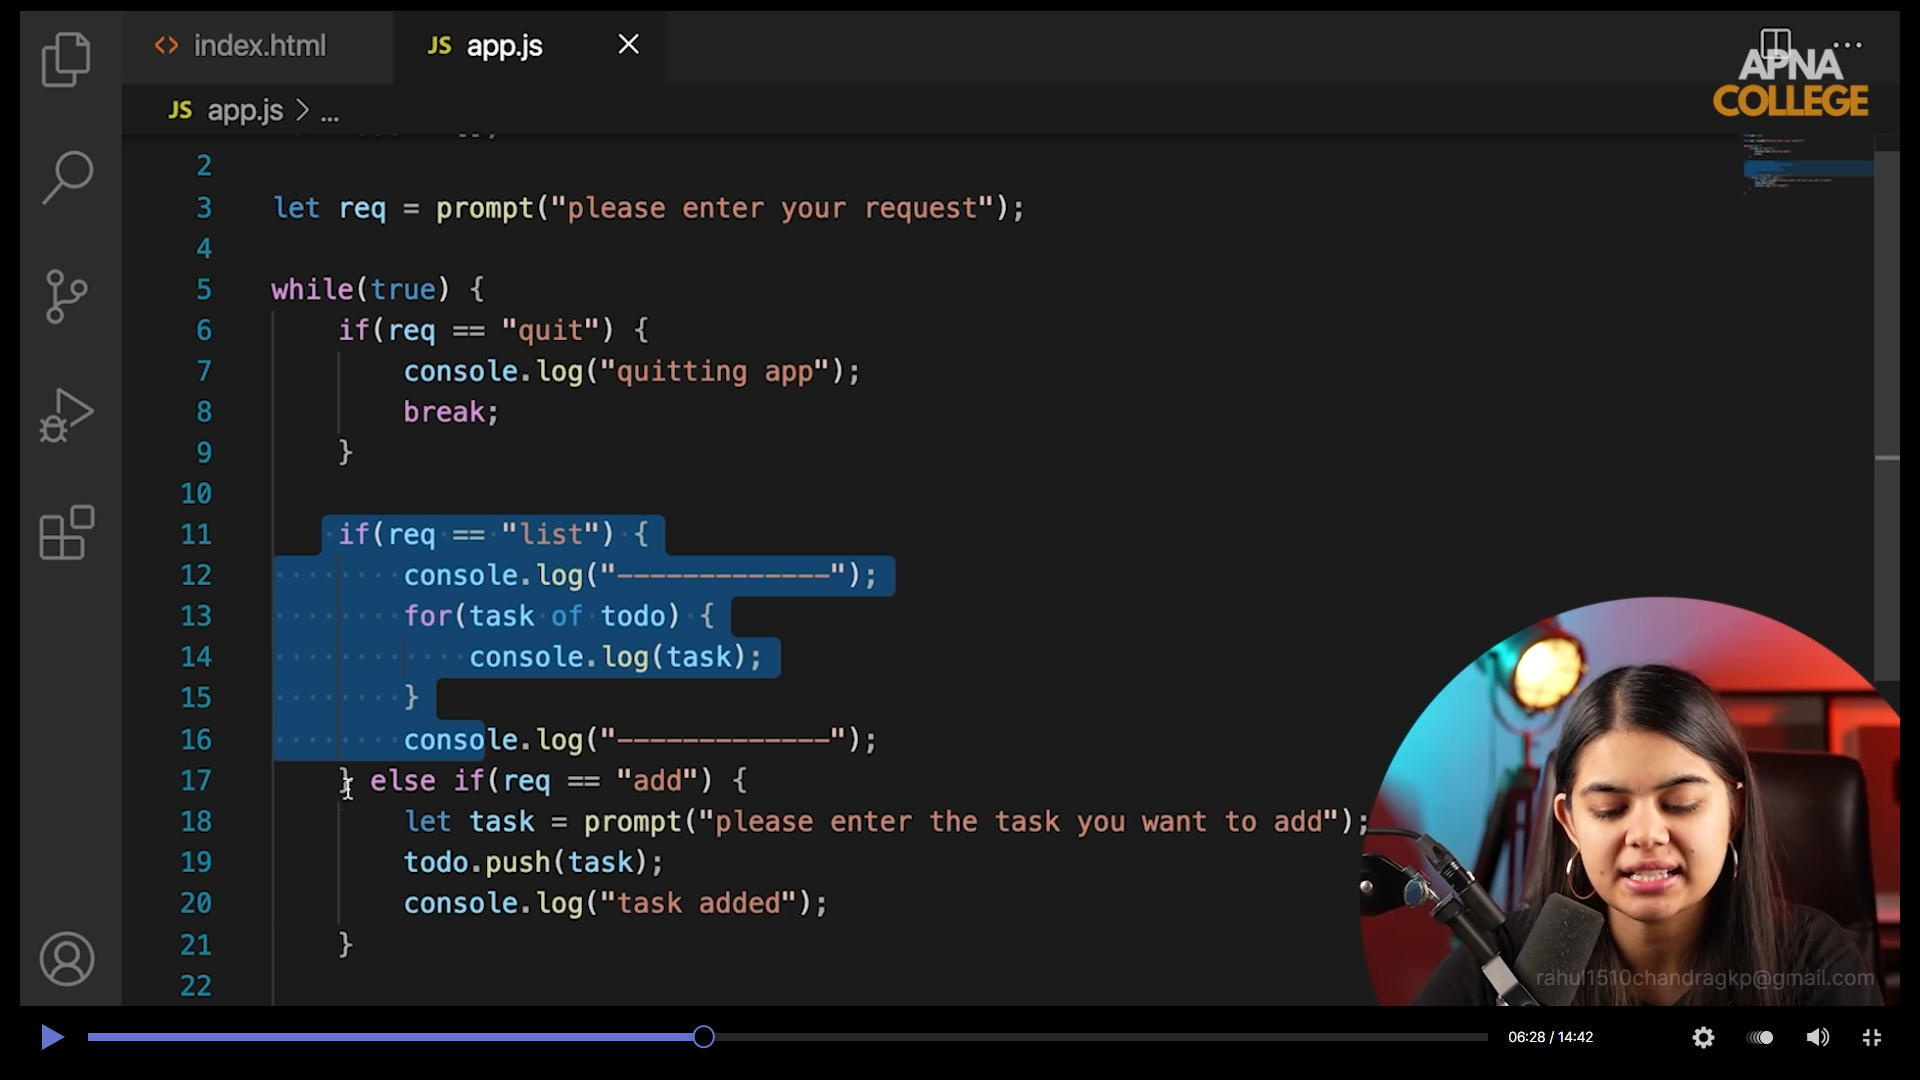 index.html
JS app.js
APNA
COLLEGE
JS app.js > ...
2
3 let req = prompt("please enter your request");
4
5 while(true) {
6 if(req == "quit") {
7 console.log("quitting app");
8 break;
9 }
10
11 if(req == "list") {
12 console.log("-------------");
13 for(task of todo) {
14 console.log(task);
15 }
16 console.log("-------------");
17 } else if(req == "add") {
18 let task = prompt("please enter the task you want to add");
19 todo.push(task);
20 console.log("task added");
21 }
22
rahul1510chandragkp@gmail.com
06:28 / 14:42